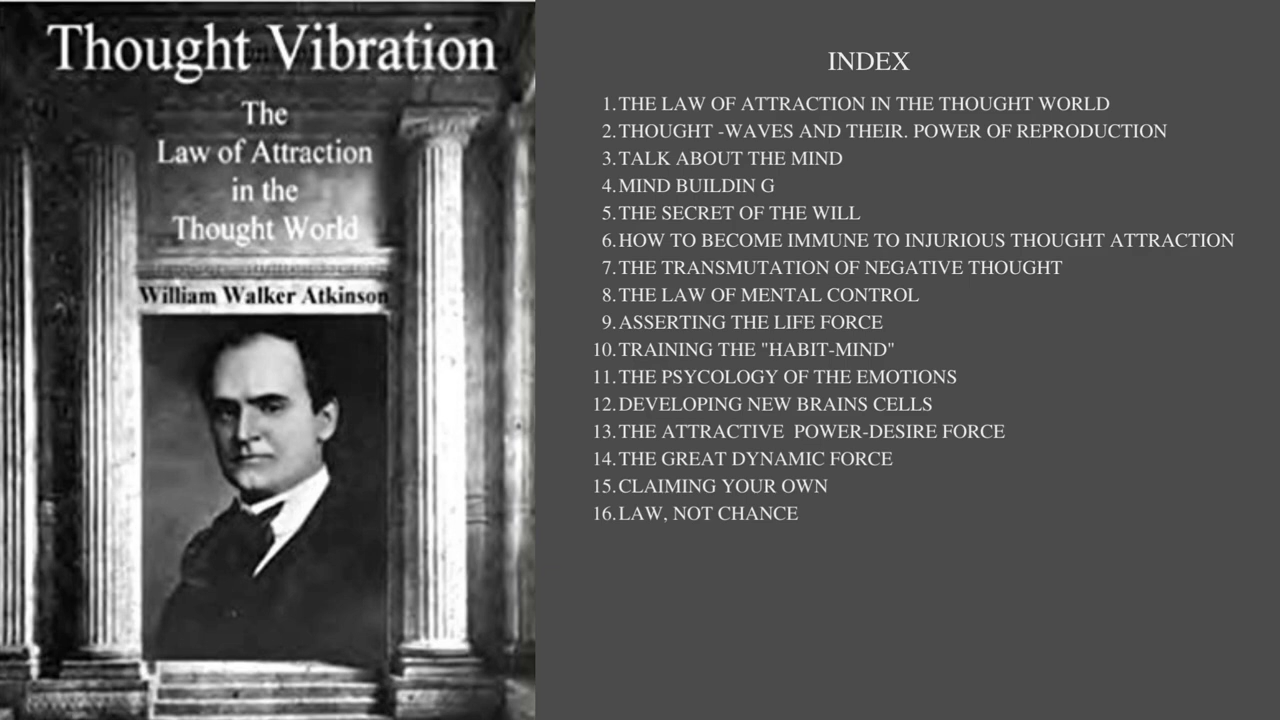 Thought Vibration
The
Law of Attraction
in the
Thought World
William Walker Atkinson
INDEX
1. THE LAW OF ATTRACTION IN THE THOUGHT WORLD
2. THOUGHT -WAVES AND THEIR. POWER OF REPRODUCTION
3. TALK ABOUT THE MIND
4. MIND BUILDIN G
5. THE SECRET OF THE WILL
6. HOW TO BECOME IMMUNE TO INJURIOUS THOUGHT ATTRACTION
7. THE TRANSMUTATION OF NEGATIVE THOUGHT
8. THE LAW OF MENTAL CONTROL
9. ASSERTING THE LIFE FORCE
10. TRAINING THE "HABIT-MIND"
11. THE PSYCOLOGY OF THE EMOTIONS
12. DEVELOPING NEW BRAINS CELLS
13. THE ATTRACTIVE  POWER-DESIRE FORCE
14. THE GREAT DYNAMIC FORCE
15. CLAIMING YOUR OWN
16. LAW, NOT CHANCE